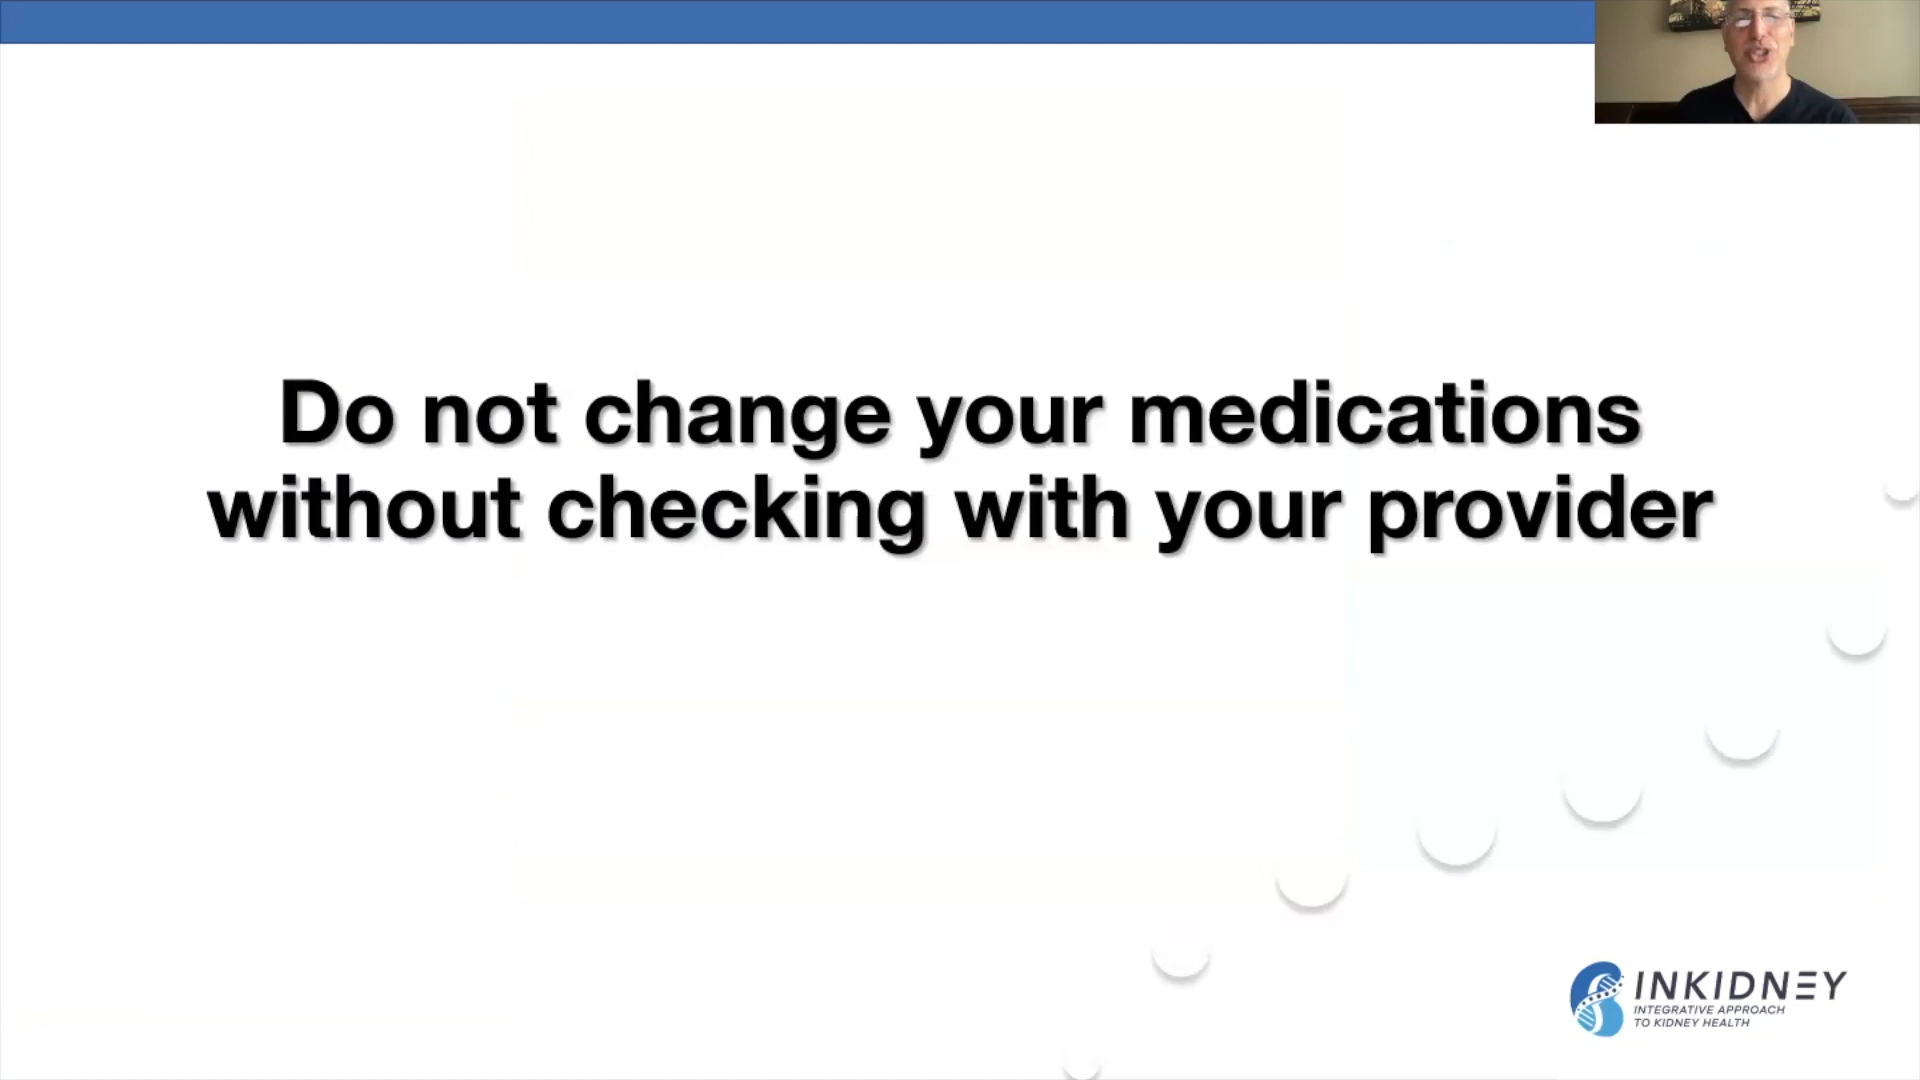 Do not change your medications
without checking with your provider
INKIDNEY
INTEGRATIVE APPROACH
TO KIDNEY HEALTH